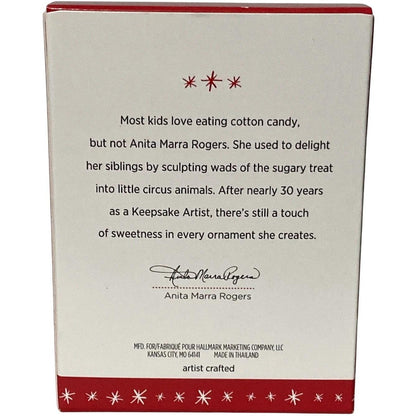 Most kids love eating cotton candy,
but not Anita Marra Rogers. She used to delight
her siblings by sculpting wads of the sugary treat
into little circus animals. After nearly 30 years
as a Keepsake Artist, there's still a touch
of sweetness in every ornament she creates.
Anita Marra Rogers
Anita Marra Rogers
MFD. FOR/FABRIQUÉ POUR HALLMARK MARKETING COMPANY, LLC
KANSAS CITY, MO 64141 MADE IN THAILAND
artist crafted